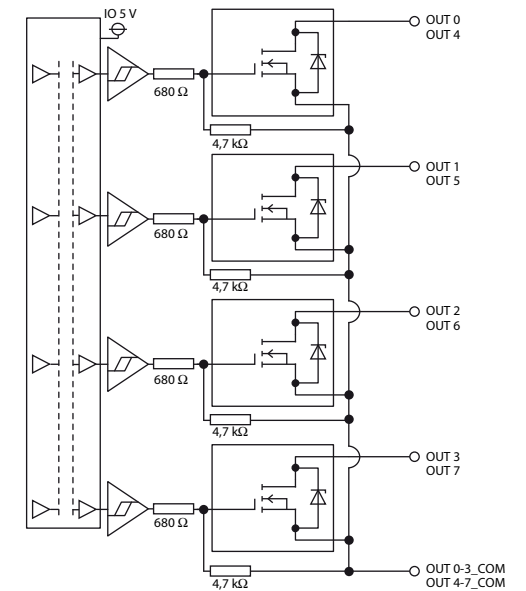 IO 5 V
OUT 0
OUT 4
680 Ω
4,7 kΩ
OUT 1
OUT 5
680 Ω
4,7 kΩ
OUT 2
OUT 6
680 Ω
4,7 kΩ
OUT 3
OUT 7
680 Ω
4,7 kΩ
OUT 0-3_COM
OUT 4-7_COM